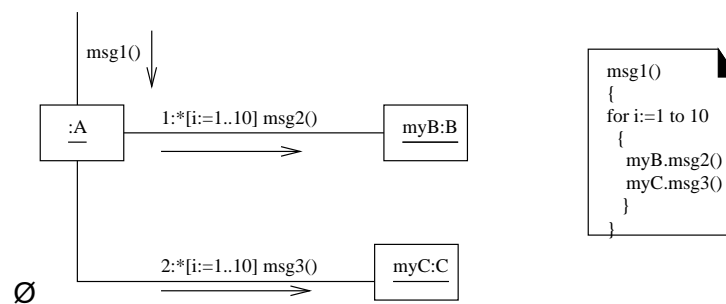 msg1()
:A
1:*[i:=1..10] msg2()
myB:B
2:*[i:=1..10] msg3()
myC:C
Ø
msg1()
{
for i:=1 to 10
{
myB.msg2()
myC.msg3()
}
}